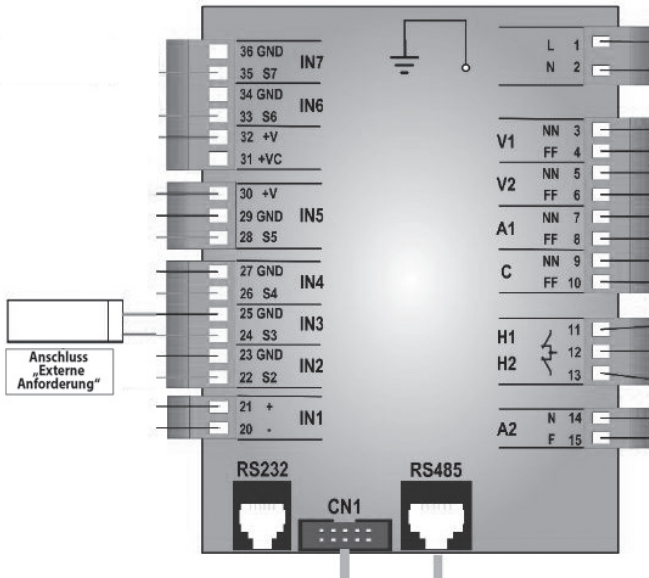 36 GND
IN7
35 S7
34 GND
IN6
33 S6
32 +V
31 +VC
30 +V
29 GND
IN5
28 S5
27 GND
IN4
26 S4
25 GND
IN3
24 S3
23 GND
IN2
22 S2
21 +
IN1
20 -
Anschluss
„Externe
Anforderung“
L 1
N 2
V1
NN 3
FF 4
V2
NN 5
FF 6
A1
NN 7
FF 8
C
NN 9
FF 10
H1
11
12
H2
13
A2
N 14
F 15
RS232
CN1
RS485